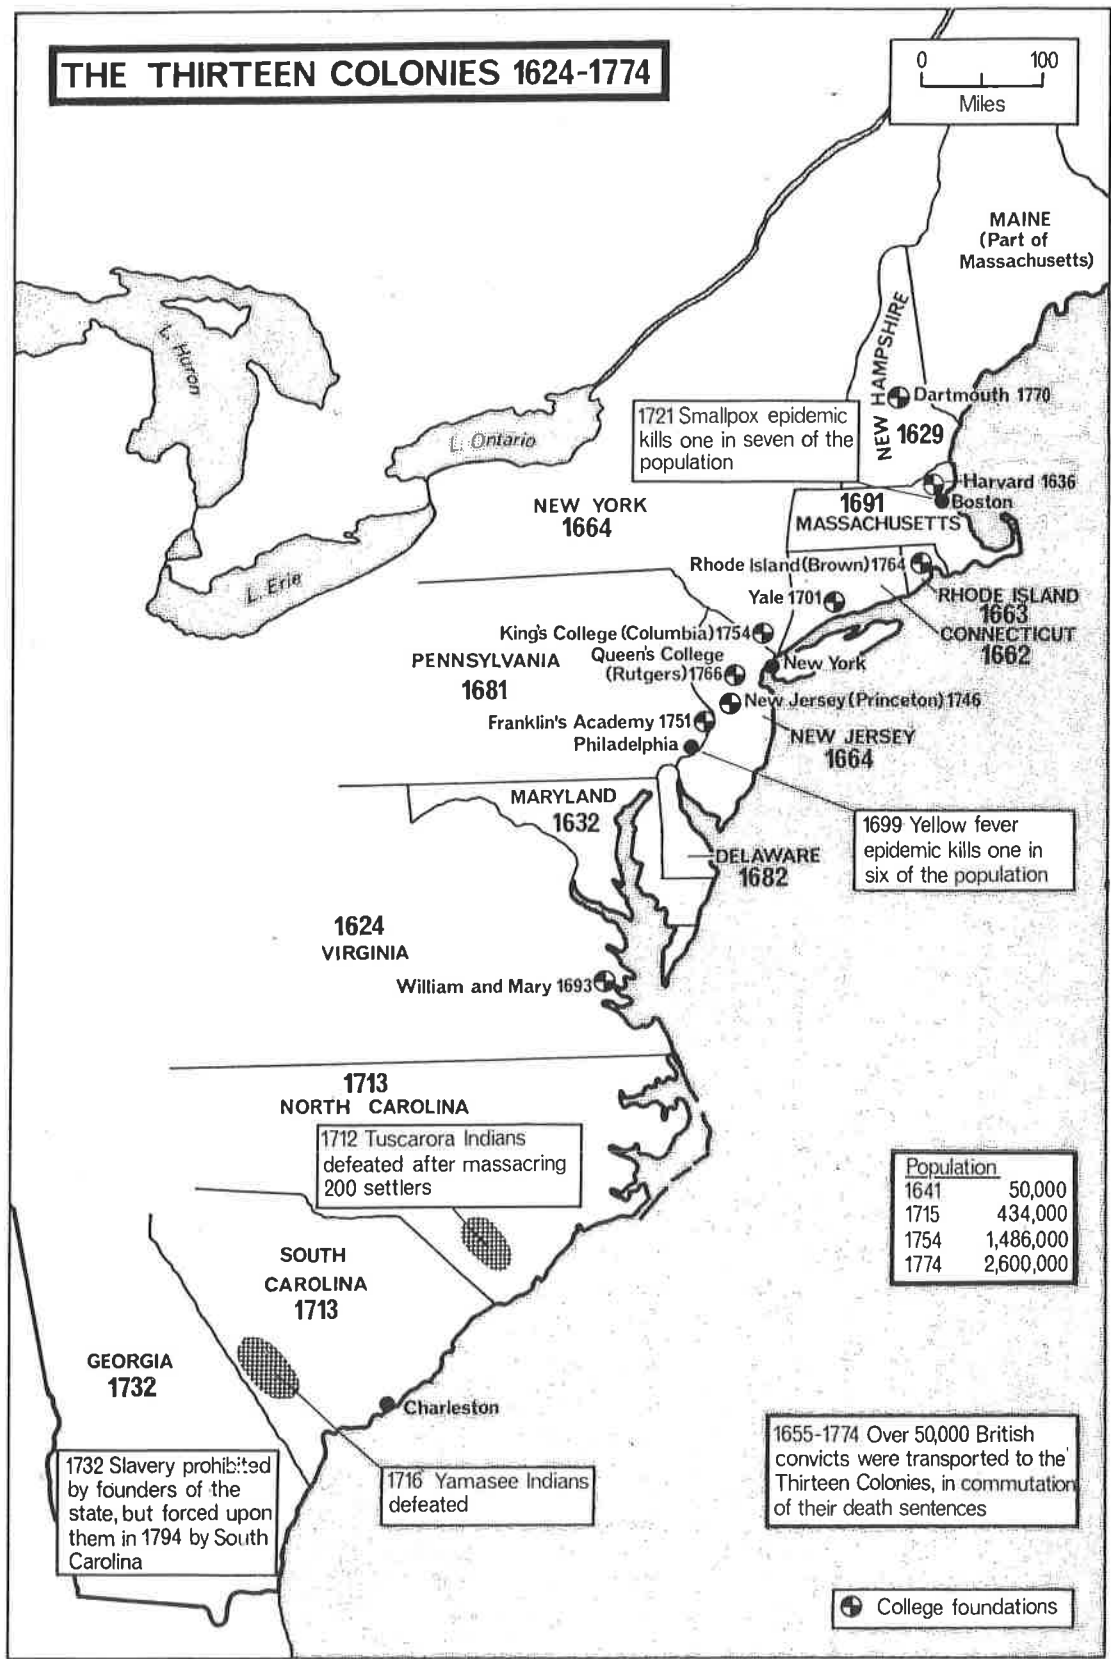 THE THIRTEEN COLONIES 1624-1774
0 100
Miles
MAINE
(Part of
Massachusetts)
L. Huron
NEW HAMPSHIRE
1629
Dartmouth 1770
1721 Smallpox epidemic
kills one in seven of the
population
L. Ontario
Harvard 1636
Boston
NEW YORK
1664
1691
MASSACHUSETTS
L. Erie
Rhode Island (Brown) 1764
Yale 1701
RHODE ISLAND
1663
CONNECTICUT
1662
King's College (Columbia) 1754
Queen's College
(Rutgers) 1766
New York
PENNSYLVANIA
1681
New Jersey (Princeton) 1746
Franklin's Academy 1751
Philadelphia
NEW JERSEY
1664
MARYLAND
1632
1699 Yellow fever
epidemic kills one in
six of the population
DELAWARE
1682
1624
VIRGINIA
William and Mary 1693
1713
NORTH CAROLINA
1712 Tuscarora Indians
defeated after massacring
200 settlers
Population
1641 50,000
1715 434,000
1754 1,486,000
1774 2,600,000
SOUTH
CAROLINA
1713
GEORGIA
1732
Charleston
1655-1774 Over 50,000 British
convicts were transported to the
Thirteen Colonies, in commutation
of their death sentences
1732 Slavery prohibited
by founders of the
state, but forced upon
them in 1794 by South
Carolina
1716 Yamasee Indians
defeated
College foundations